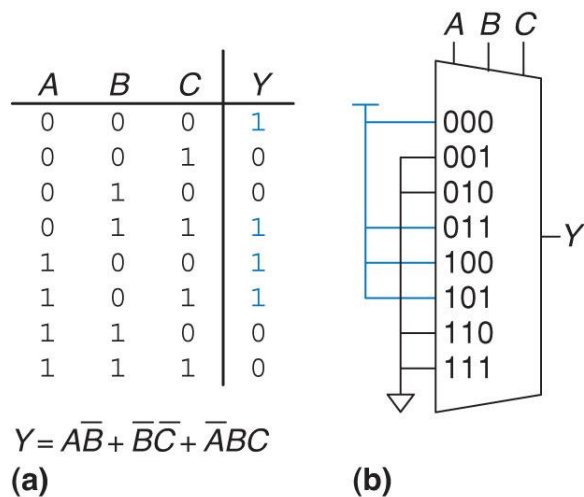 A B C Y
0 0 0 1
0 0 1 0
0 1 0 0
0 1 1 1
1 0 0 1
1 0 1 1
1 1 0 0
1 1 1 0
Y = AB̅ + B̅C̅ + A̅BC
(a)
A B C
000
001
010
011
100
101
110
111
Y
(b)